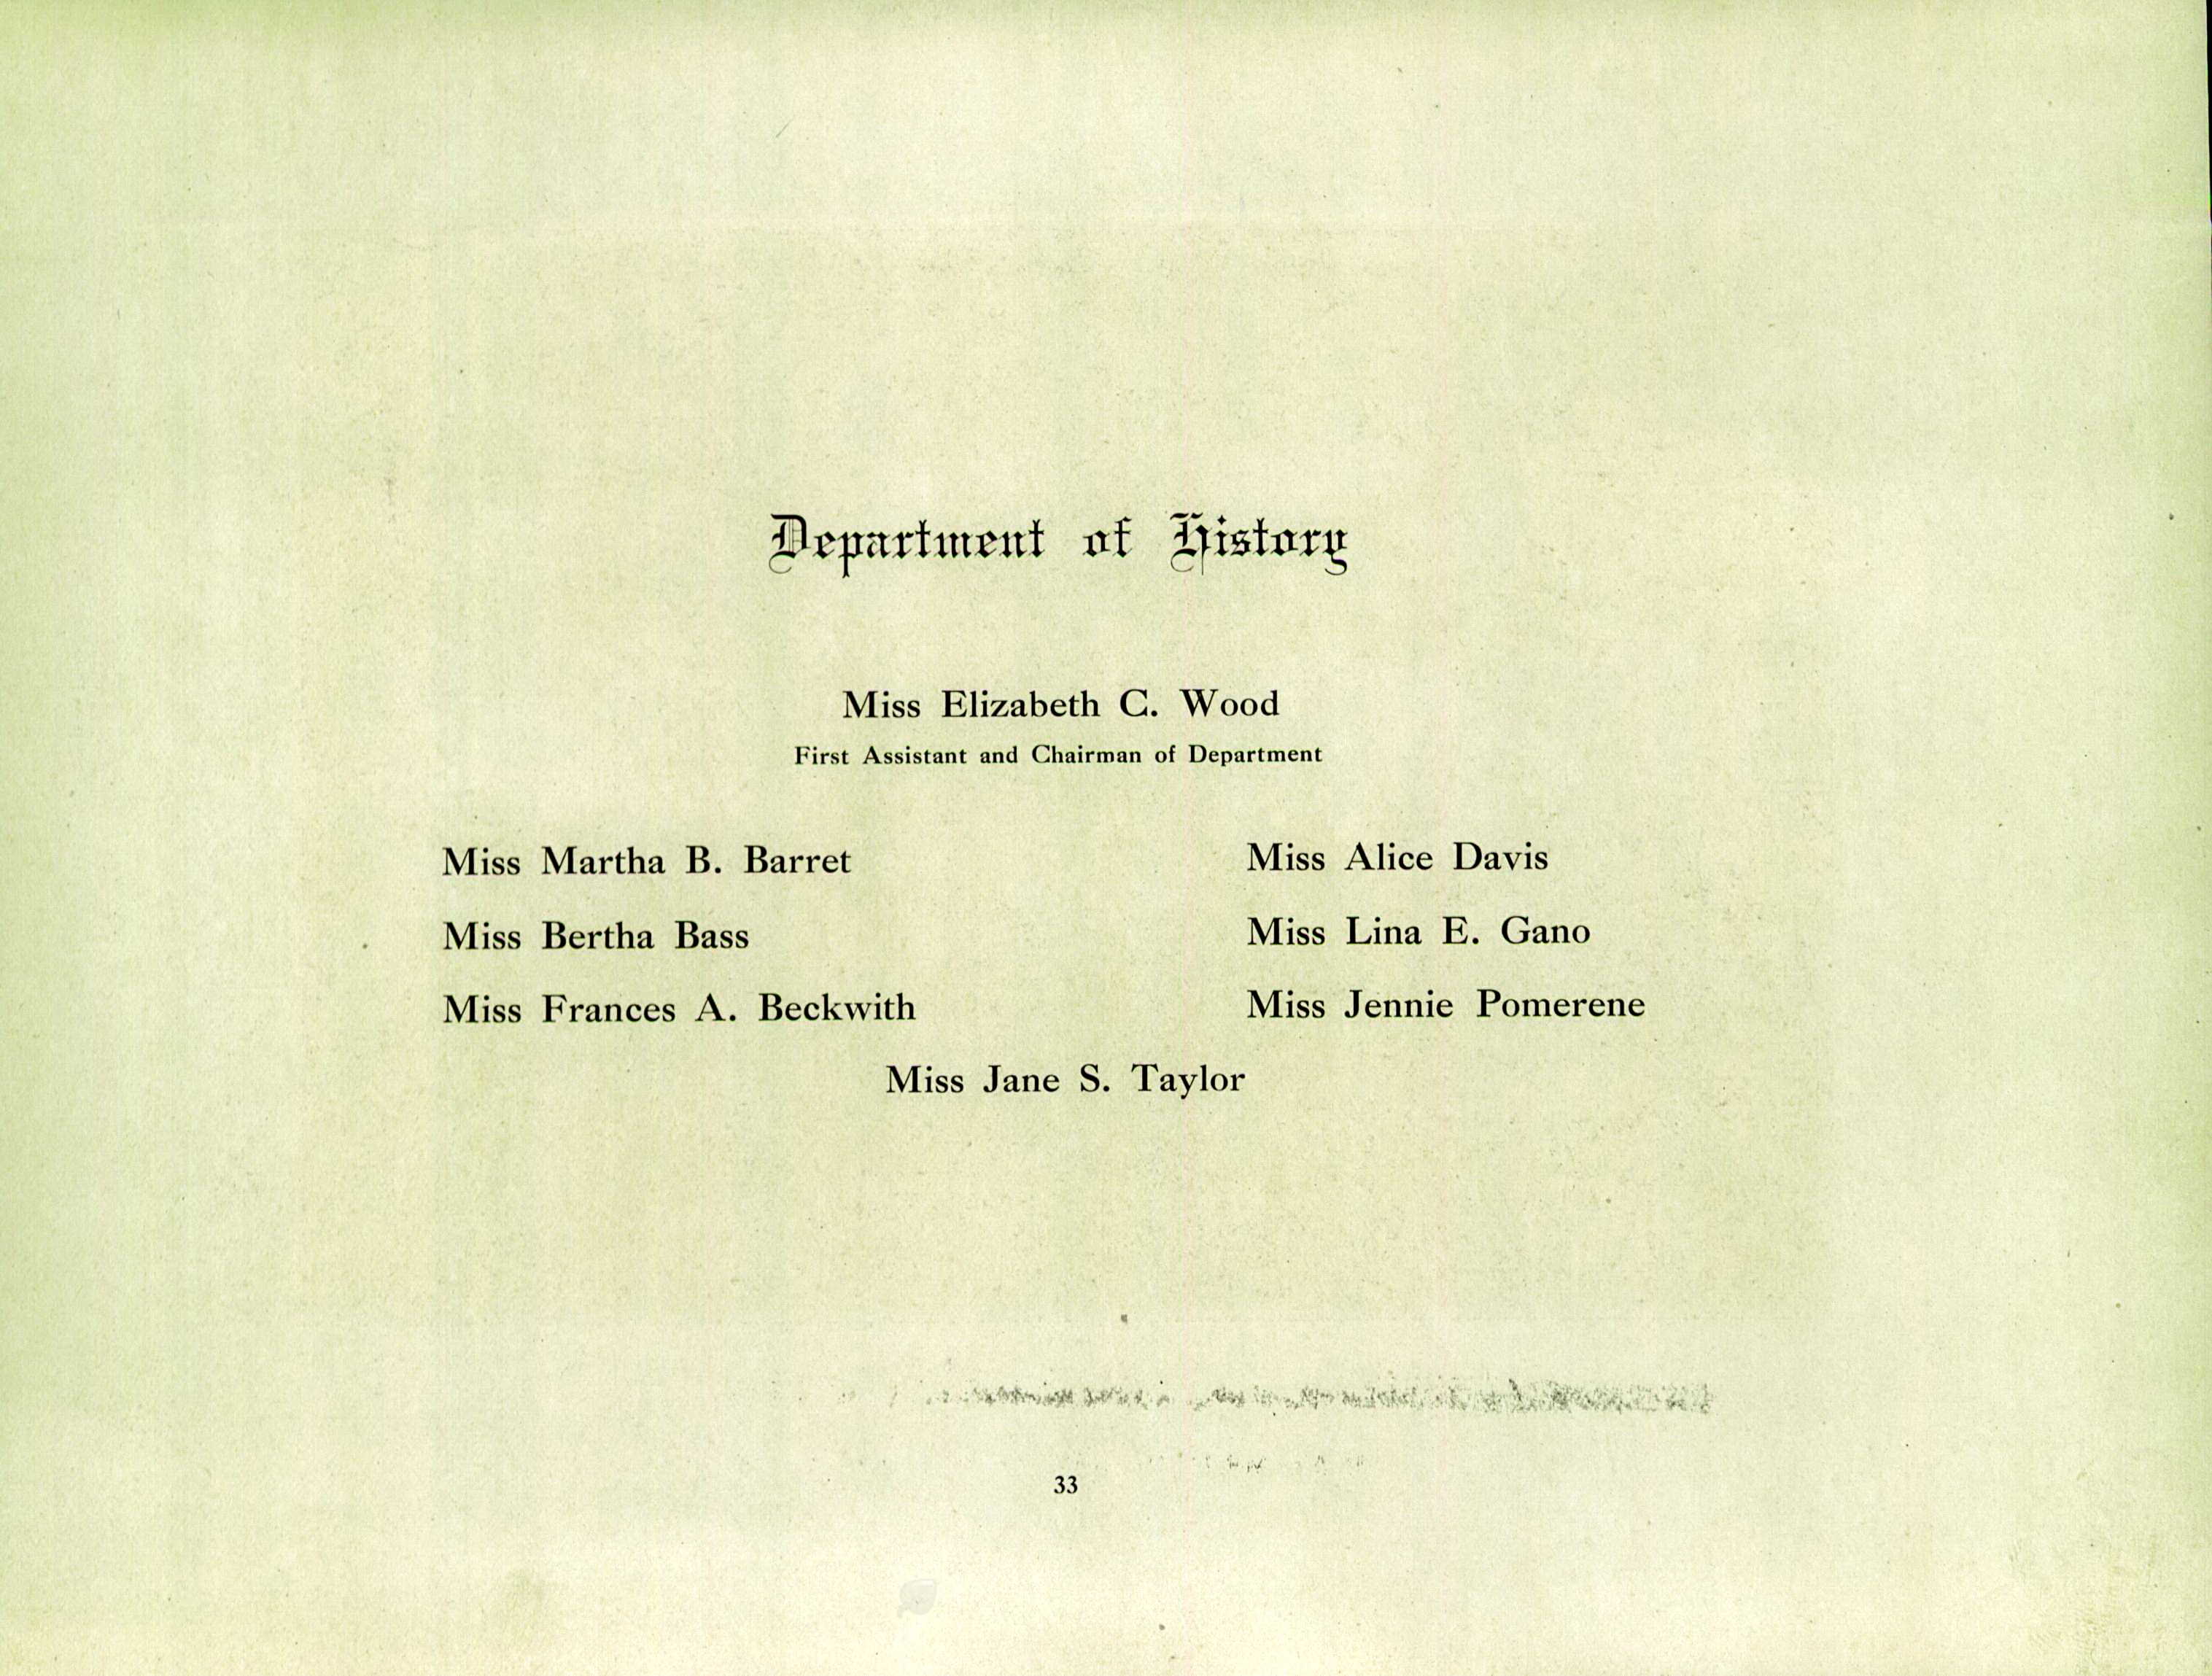 Department of History
Miss Elizabeth C. Wood
First Assistant and Chairman of Department
Miss Martha B. Barret
Miss Alice Davis
Miss Bertha Bass
Miss Lina E. Gano
Miss Frances A. Beckwith
Miss Jennie Pomerene
Miss Jane S. Taylor
33